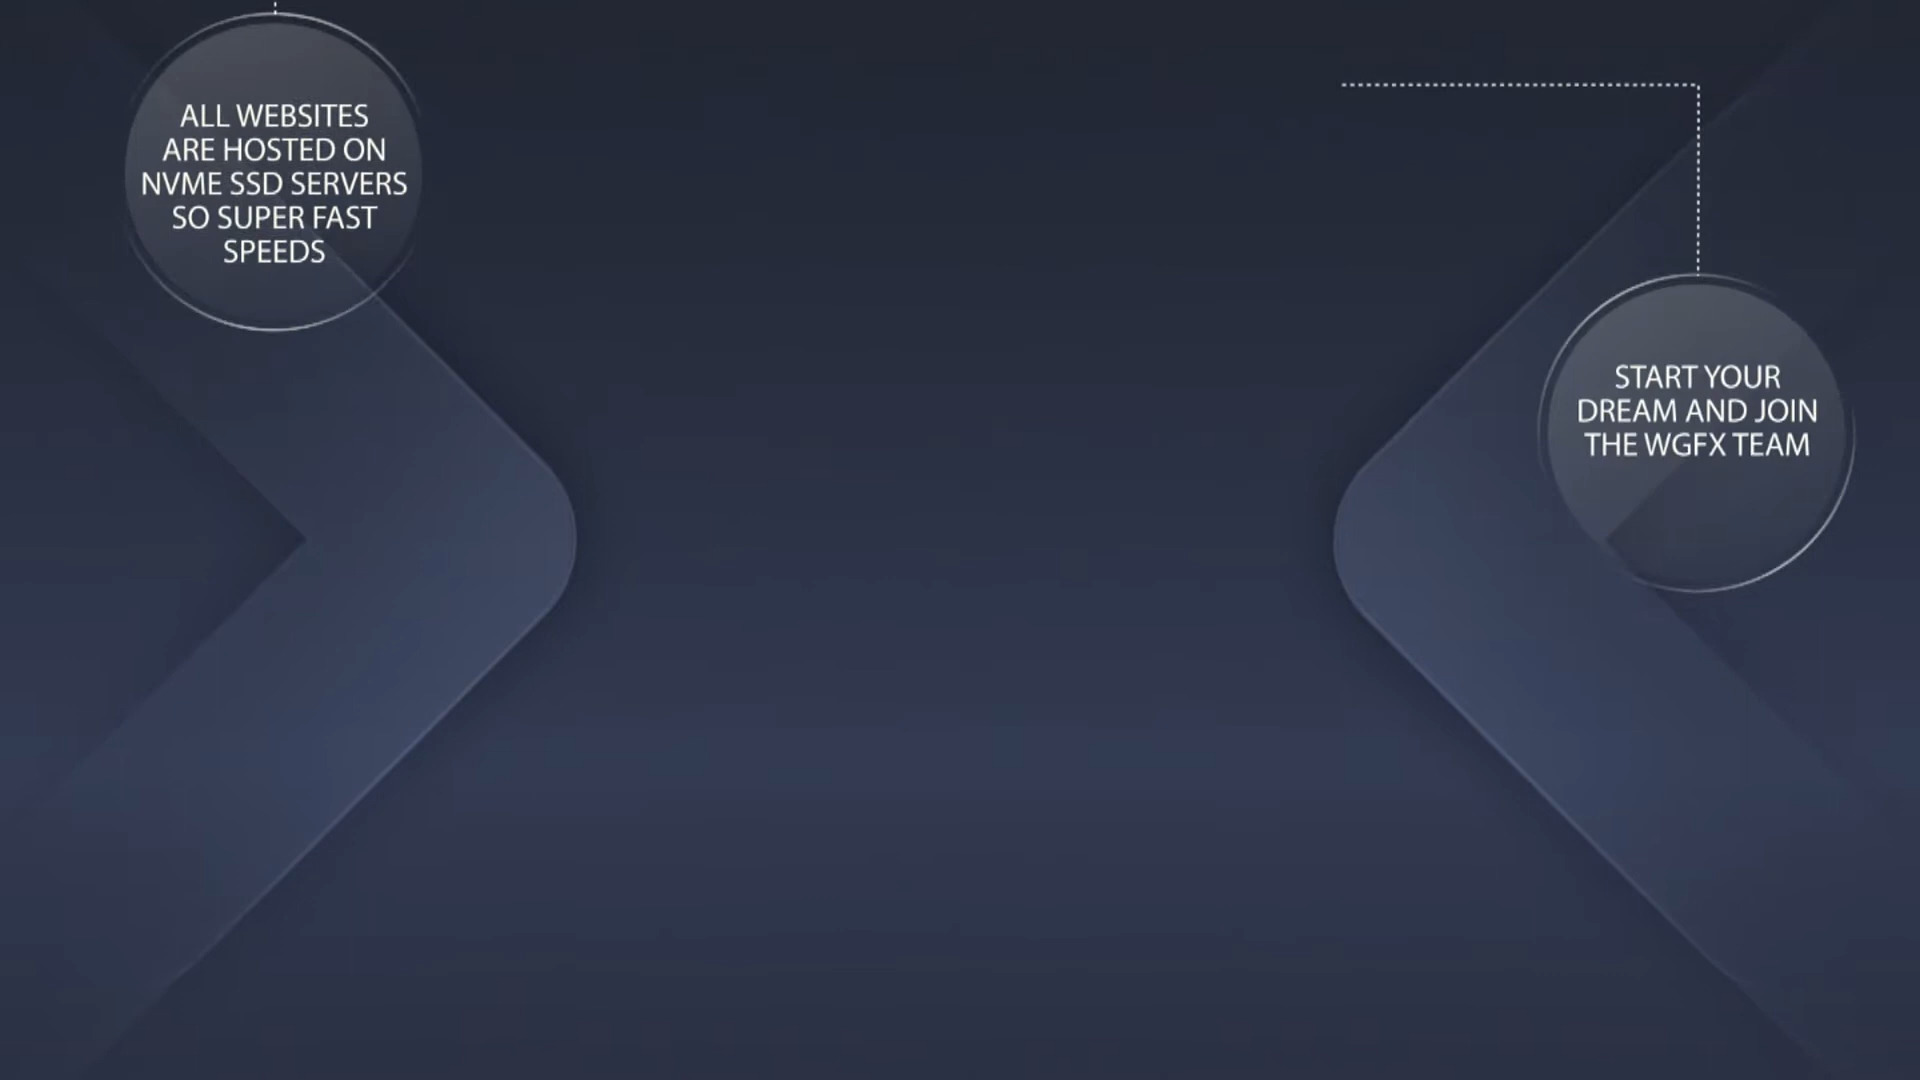 ALL WEBSITES
ARE HOSTED ON
NVME SSD SERVERS
SO SUPER FAST
SPEEDS
START YOUR
DREAM AND JOIN
THE WGFX TEAM